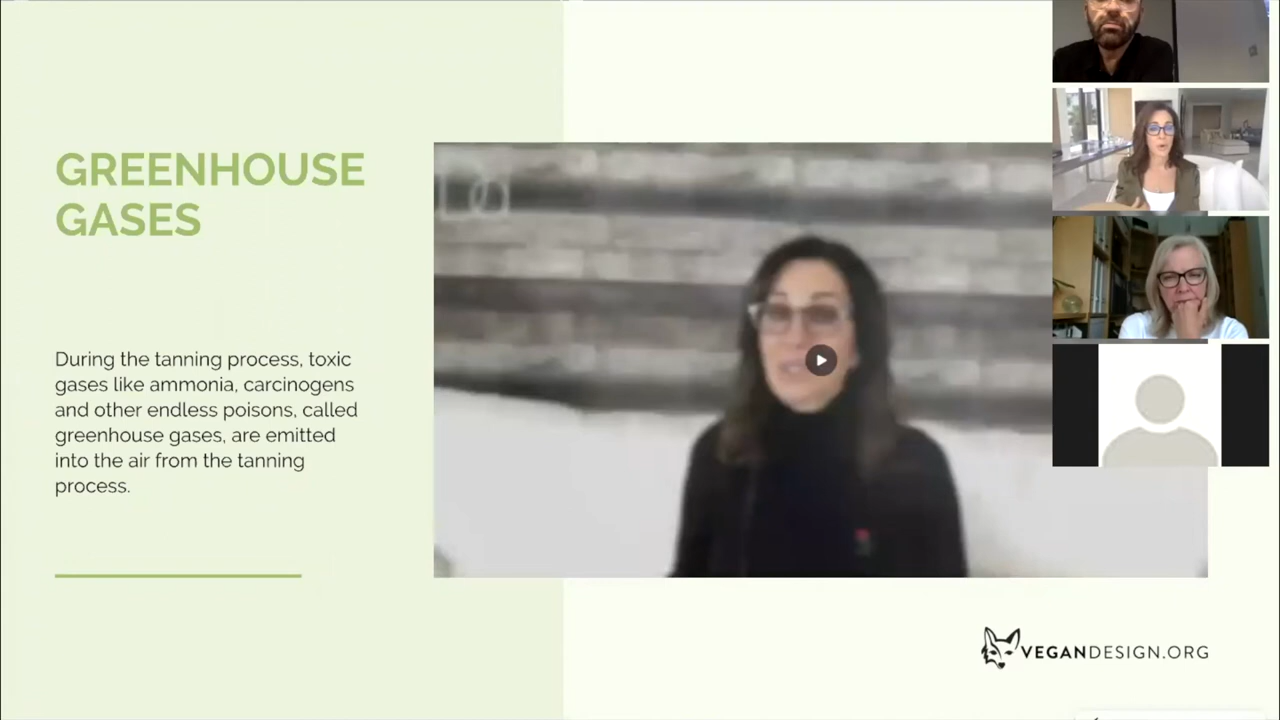 GREENHOUSE
GASES
During the tanning process, toxic
gases like ammonia, carcinogens
and other endless poisons, called
greenhouse gases, are emitted
into the air from the tanning
process.
VEGANDESIGN.ORG